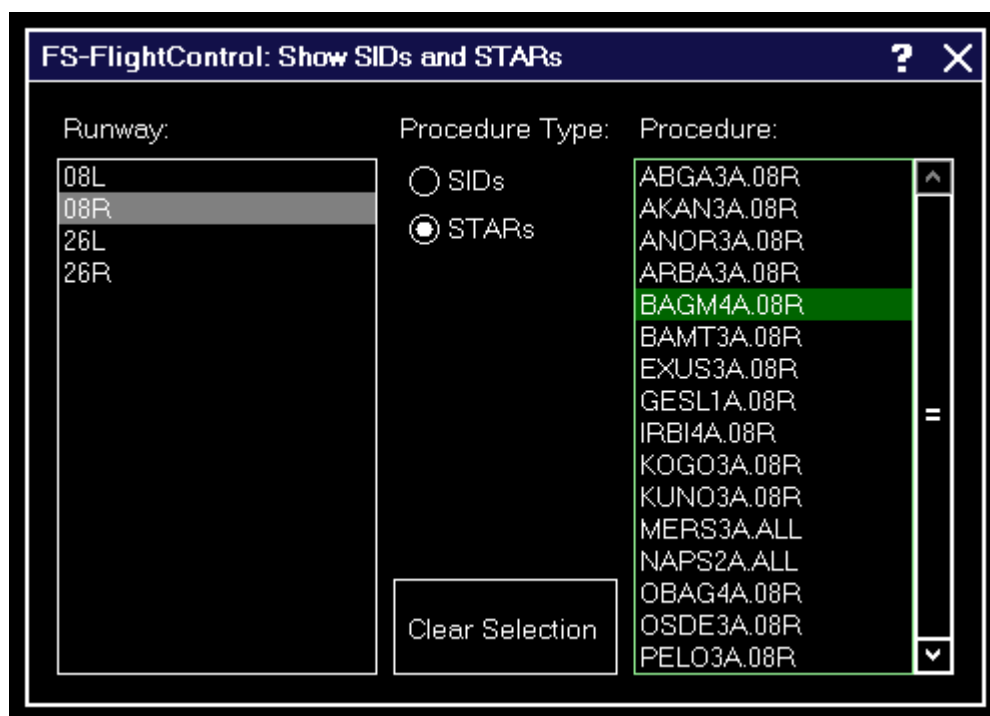 FS-FlightControl: Show SIDs and STARs
? X
Runway:
08L
08R
26L
26R
Procedure Type:
SIDs
STARs
Clear Selection
Procedure:
ABGA3A.08R
AKAN3A.08R
ANOR3A.08R
ARBA3A.08R
BAGM4A.08R
BAMT3A.08R
EXUS3A.08R
GESL1A.08R
IRBI4A.08R
KOGO3A.08R
KUNO3A.08R
MERS3A.ALL
NAPS2A.ALL
OBAG4A.08R
OSDE3A.08R
PELO3A.08R